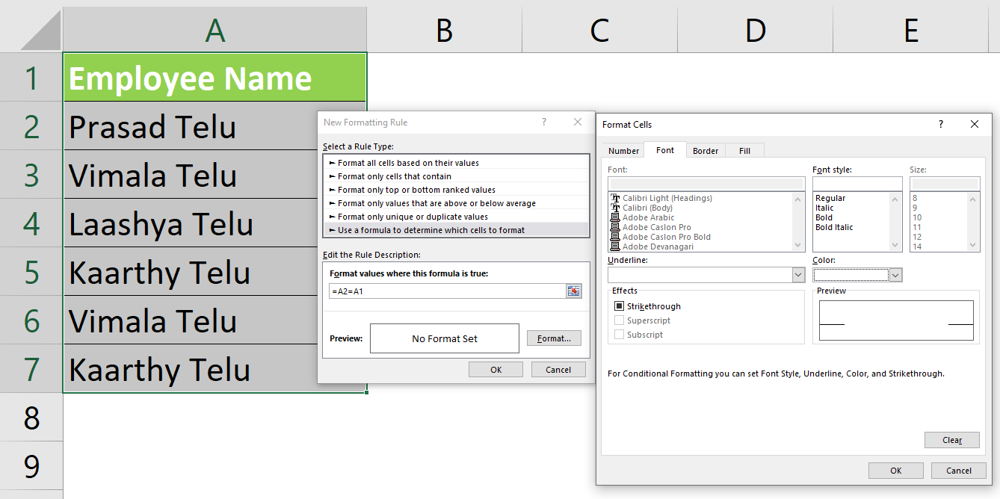 A B C D E
1 Employee Name
2 Prasad Telu
3 Vimala Telu
4 Laashya Telu
5 Kaarthy Telu
6 Vimala Telu
7 Kaarthy Telu
8
9
New Formatting Rule ?
Select a Rule Type:
► Format all cells based on their values
► Format only cells that contain
► Format only top or bottom ranked values
► Format only values that are above or below average
► Format only unique or duplicate values
► Use a formula to determine which cells to format
Edit the Rule Description:
Format values where this formula is true:
=A2=A1
Preview: No Format Set Format...
OK Cancel
Format Cells ?
Number Font Border Fill
Font: Font style: Size:
Calibri Light (Headings) Regular 8
Calibri (Body) Italic 9
Adobe Arabic Bold 10
Adobe Caslon Pro Bold Italic 11
Adobe Caslon Pro Bold 12
Adobe Devanagari 14
Underline: Color:
Effects Preview
Strikethrough
Superscript
Subscript
For Conditional Formatting you can set Font Style, Underline, Color, and Strikethrough.
Clear
OK Cancel